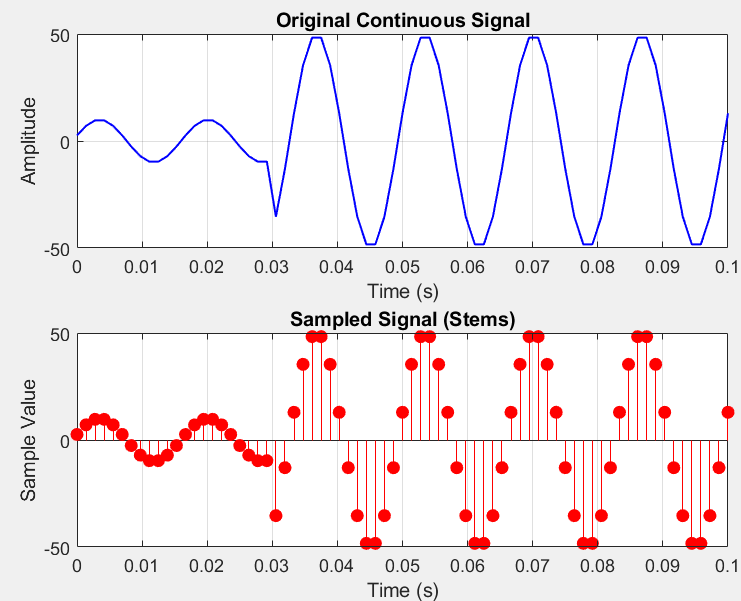 Original Continuous Signal
50
0
-50
Amplitude
0 0.01 0.02 0.03 0.04 0.05 0.06 0.07 0.08 0.09 0.1
Time (s)
Sampled Signal (Stems)
50
0
-50
Sample Value
0 0.01 0.02 0.03 0.04 0.05 0.06 0.07 0.08 0.09 0.1
Time (s)